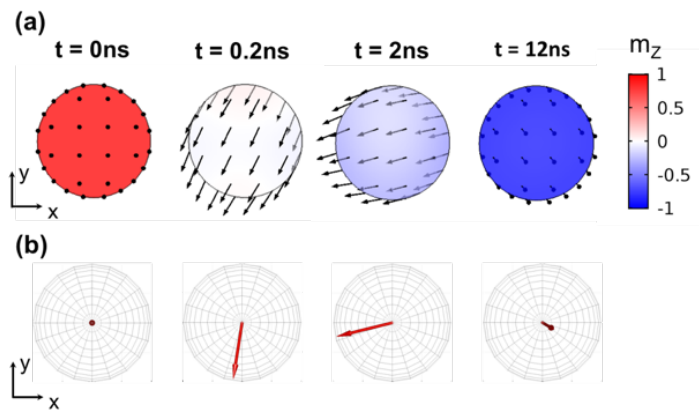 (a)
t = 0ns
t = 0.2ns
t = 2ns
t = 12ns
m_Z
1
0.5
0
-0.5
-1
y
x
(b)
y
x